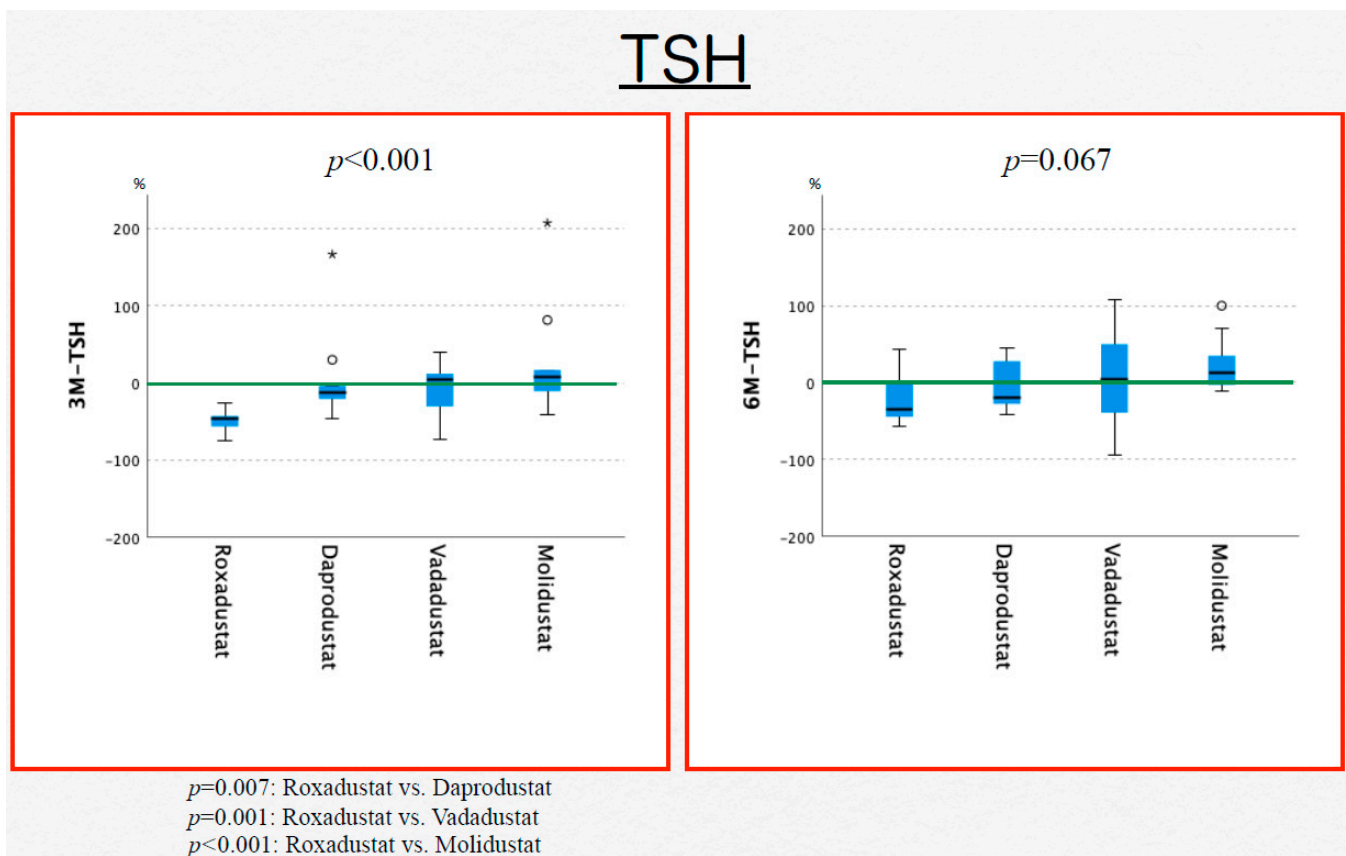 TSH
p<0.001
%
200
100
0
−100
−200
3M−TSH
Roxadustat
Daprodustat
Vadadustat
Molidustat
p=0.067
%
200
100
0
−100
−200
6M−TSH
Roxadustat
Daprodustat
Vadadustat
Molidustat
p=0.007: Roxadustat vs. Daprodustat
p=0.001: Roxadustat vs. Vadadustat
p<0.001: Roxadustat vs. Molidustat